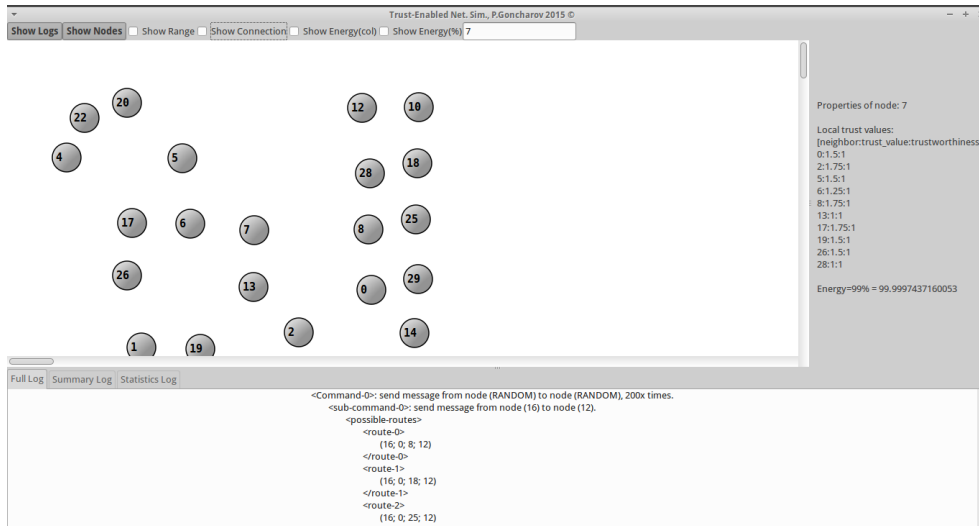 Trust-Enabled Net. Sim., P.Goncharov 2015 ©
Show Logs Show Nodes Show Range Show Connection Show Energy(col) Show Energy(%) 7
20
22
12
10
4
5
28
18
17
6
7
8
25
26
13
0
29
1
19
2
14
Properties of node: 7
Local trust values:
[neighbor:trust_value:trustworthiness
0:1.5:1
2:1.75:1
5:1.5:1
6:1.25:1
8:1.75:1
13:1:1
17:1.75:1
19:1.5:1
26:1.5:1
28:1:1
Energy=99% = 99.9997437160053
Full Log Summary Log Statistics Log
<Command-0>: send message from node (RANDOM) to node (RANDOM), 200x times.
<sub-command-0>: send message from node (16) to node (12).
<possible-routes>
<route-0>
(16; 0; 8; 12)
</route-0>
<route-1>
(16; 0; 18; 12)
</route-1>
<route-2>
(16; 0; 25; 12)